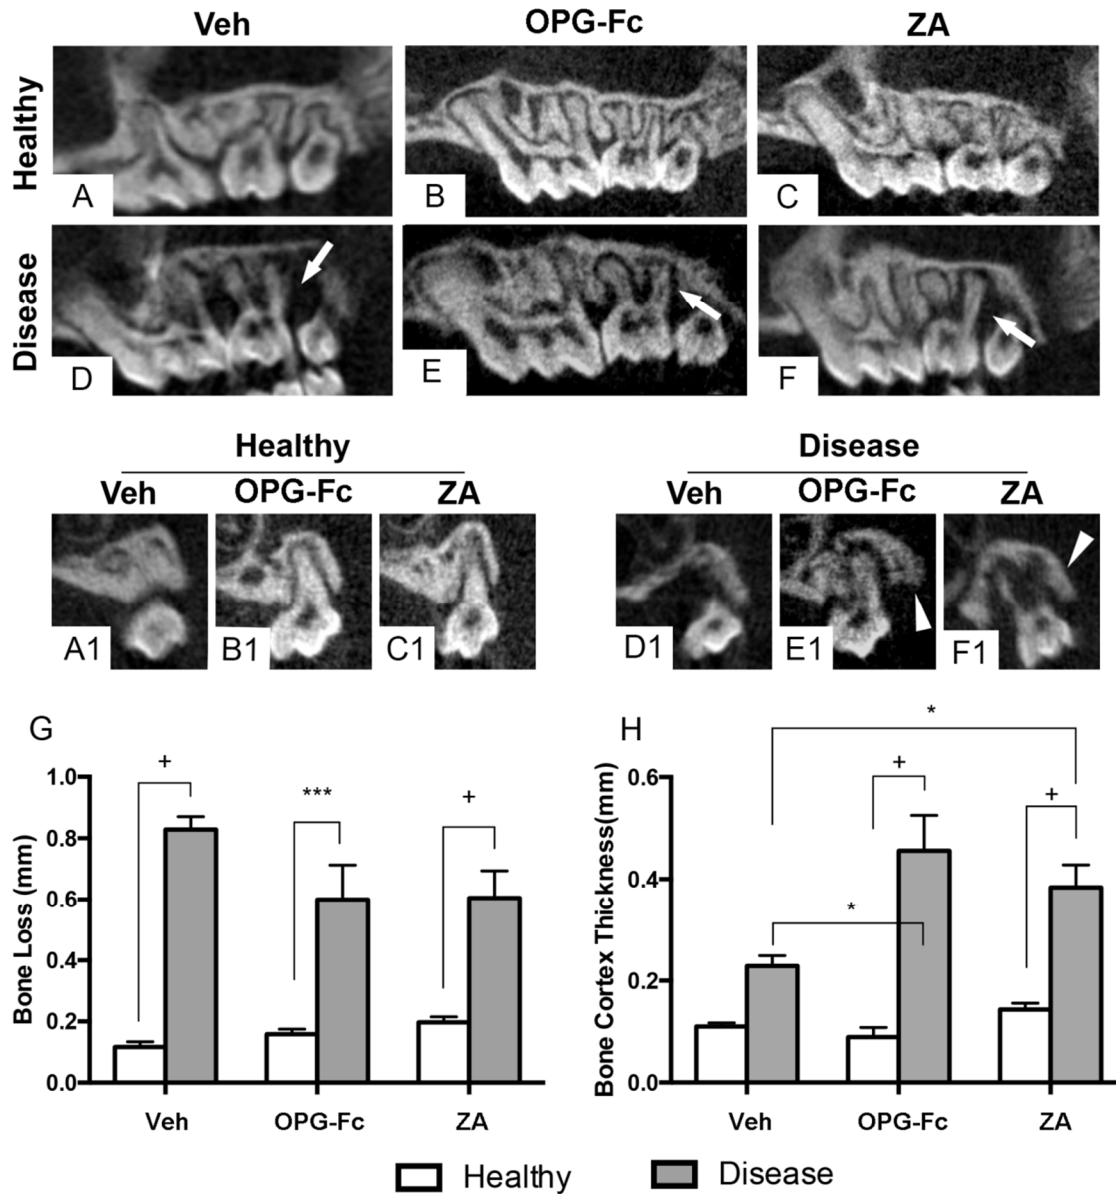 Veh OPG-Fc ZA
Healthy
A B C
Disease
D E F
Healthy Disease
Veh OPG-Fc ZA Veh OPG-Fc ZA
A1 B1 C1 D1 E1 F1
G
+
***
+
Bone Loss (mm)
1.0
0.8
0.6
0.4
0.2
0.0
Veh OPG-Fc ZA
H
*
+
+
*
Bone Cortex Thickness(mm)
0.6
0.4
0.2
0.0
Veh OPG-Fc ZA
Healthy Disease